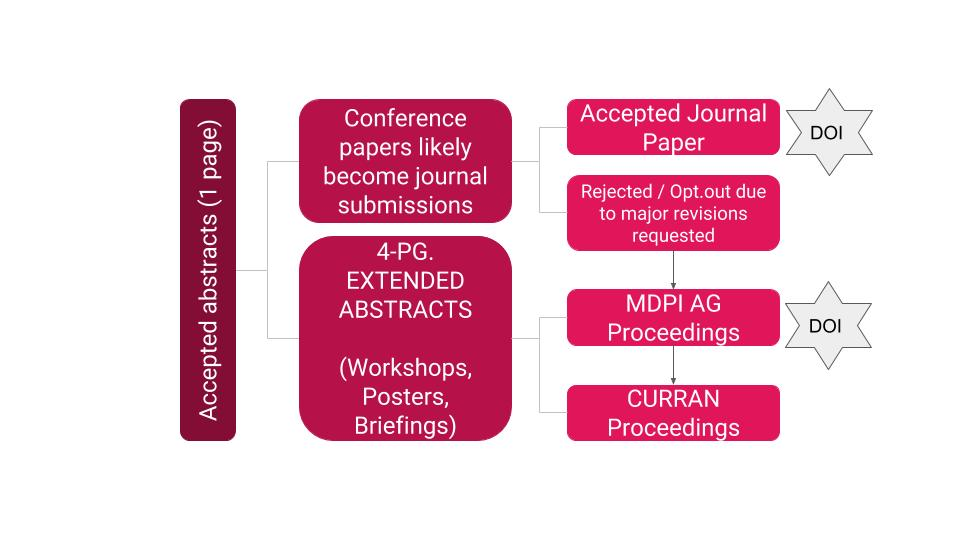 Accepted abstracts (1 page)
Conference
papers likely
become journal
submissions
4-PG.
EXTENDED
ABSTRACTS
(Workshops,
Posters,
Briefings)
Accepted Journal
Paper
DOI
Rejected / Opt.out due
to major revisions
requested
MDPI AG
Proceedings
DOI
CURRAN
Proceedings